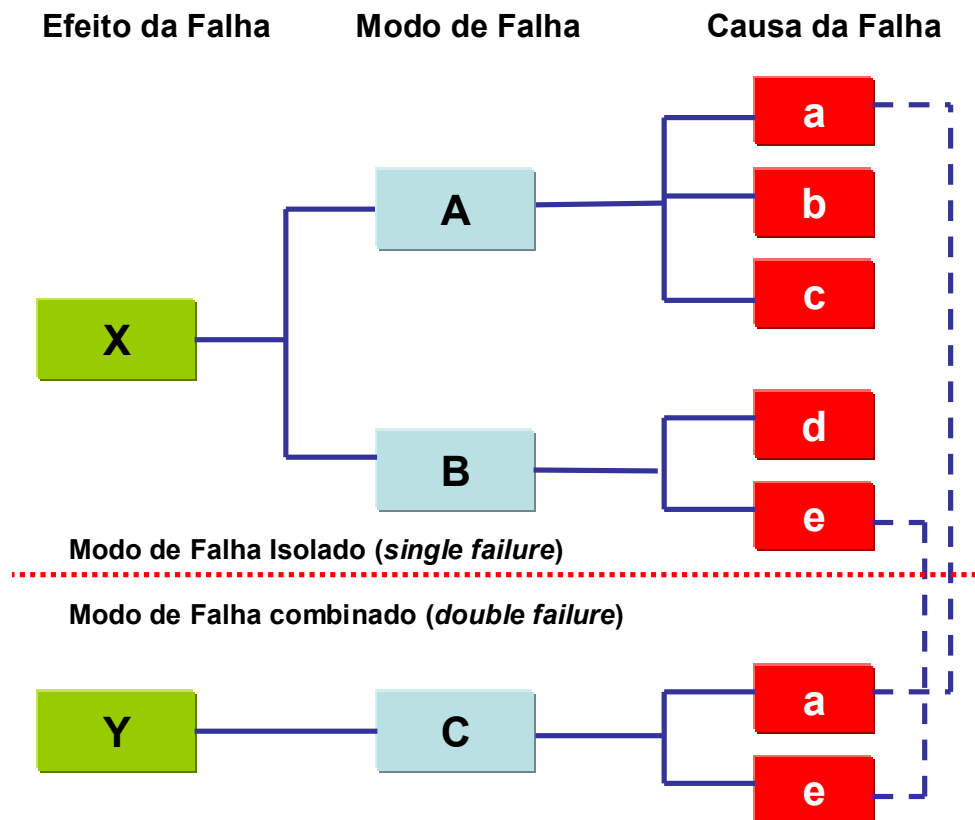 Efeito da Falha Modo de Falha Causa da Falha
a
A
b
c
X
d
B
e
Modo de Falha Isolado (single failure)
Modo de Falha combinado (double failure)
a
Y C
e